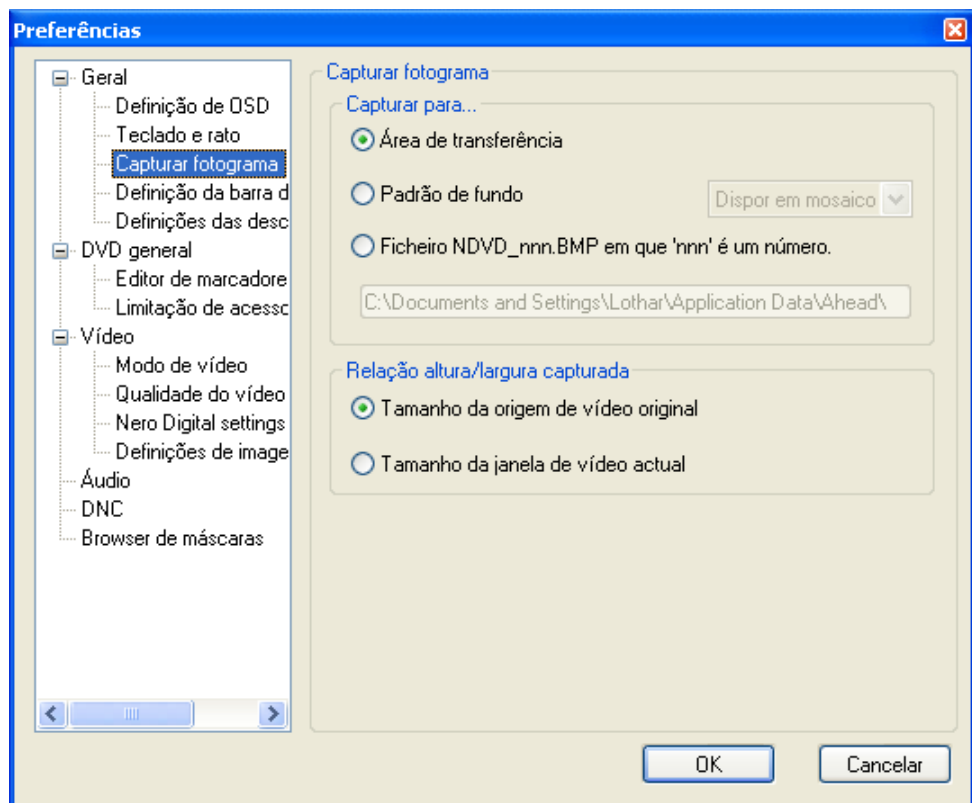 Preferências
Geral
Definição de OSD
Teclado e rato
Capturar fotograma
Definição da barra d
Definições das desc
DVD general
Editor de marcadore
Limitação de acesso
Vídeo
Modo de vídeo
Qualidade do vídeo
Nero Digital settings
Definições de image
Áudio
DNC
Browser de máscaras
Capturar fotograma
Capturar para...
Área de transferência
Padrão de fundo
Dispor em mosaico
Ficheiro NDVD_nnn.BMP em que 'nnn' é um número.
C:\Documents and Settings\Lothar\Application Data\Ahead\
Relação altura/largura capturada
Tamanho da origem de vídeo original
Tamanho da janela de vídeo actual
OK
Cancelar